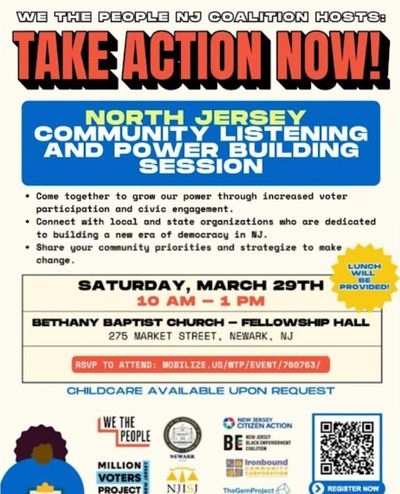 WE THE PEOPLE NJ COALITION HOSTS:
TAKE ACTION NOW!
NORTH JERSEY
COMMUNITY LISTENING
AND POWER BUILDING
SESSION
• Come together to grow our power through increased voter
participation and civic engagement.
• Connect with local and state organizations who are dedicated
to building a new era of democracy in NJ.
• Share your community priorities and strategize to make
change.
LUNCH
WILL
BE
PROVIDED!
SATURDAY, MARCH 29TH
10 AM – 1 PM
BETHANY BAPTIST CHURCH – FELLOWSHIP HALL
275 MARKET STREET, NEWARK, NJ
RSVP TO ATTEND: MOBILIZE.US/WTP/EVENT/760763/
CHILDCARE AVAILABLE UPON REQUEST
WE THE
PEOPLE
NEWARK
NEW JERSEY
CITIZEN ACTION
BE NEW JERSEY
BLACK EMPOWERMENT
COALITION
Ironbound
COMMUNITY
CORPORATION
MILLION
VOTERS
PROJECT
NJISJ
TheGemProject
REGISTER NOW